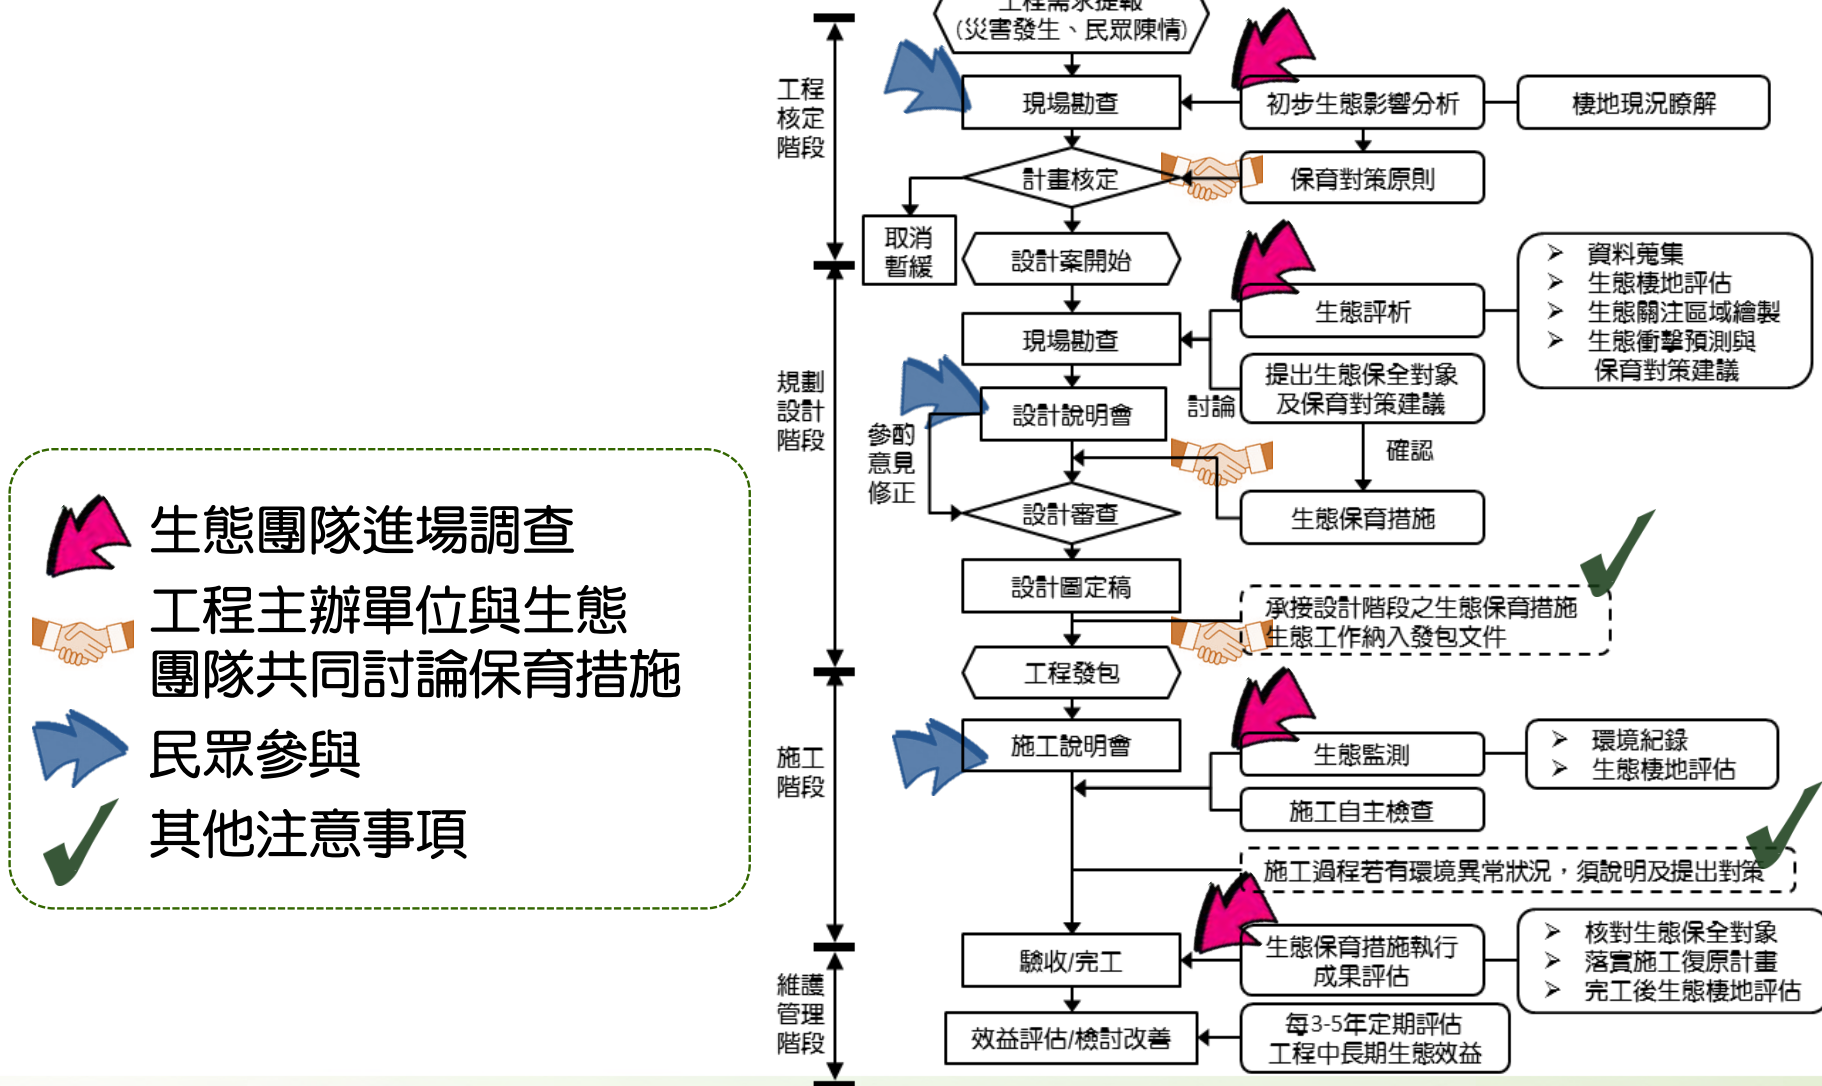 工程需求提報
(災害發生、民眾陳情)
工程
核定
階段
現場勘查
初步生態影響分析
棲地現況瞭解
計畫核定
保育對策原則
取消
暫緩
設計案開始
規劃
設計
階段
現場勘查
生態評析
➢ 資料蒐集
➢ 生態棲地評估
➢ 生態關注區域繪製
➢ 生態衝擊預測與
保育對策建議
提出生態保全對象
及保育對策建議
討論
設計說明會
參酌
意見
修正
確認
設計審查
生態保育措施
設計圖定稿
承接設計階段之生態保育措施
生態工作納入發包文件
工程發包
施工
階段
施工說明會
生態監測
➢ 環境紀錄
➢ 生態棲地評估
施工自主檢查
施工過程若有環境異常狀況，須說明及提出對策
維護
管理
階段
驗收/完工
生態保育措施執行
成果評估
➢ 核對生態保全對象
➢ 落實施工復原計畫
➢ 完工後生態棲地評估
效益評估/檢討改善
每3-5年定期評估
工程中長期生態效益
生態團隊進場調查
工程主辦單位與生態
團隊共同討論保育措施
民眾參與
其他注意事項